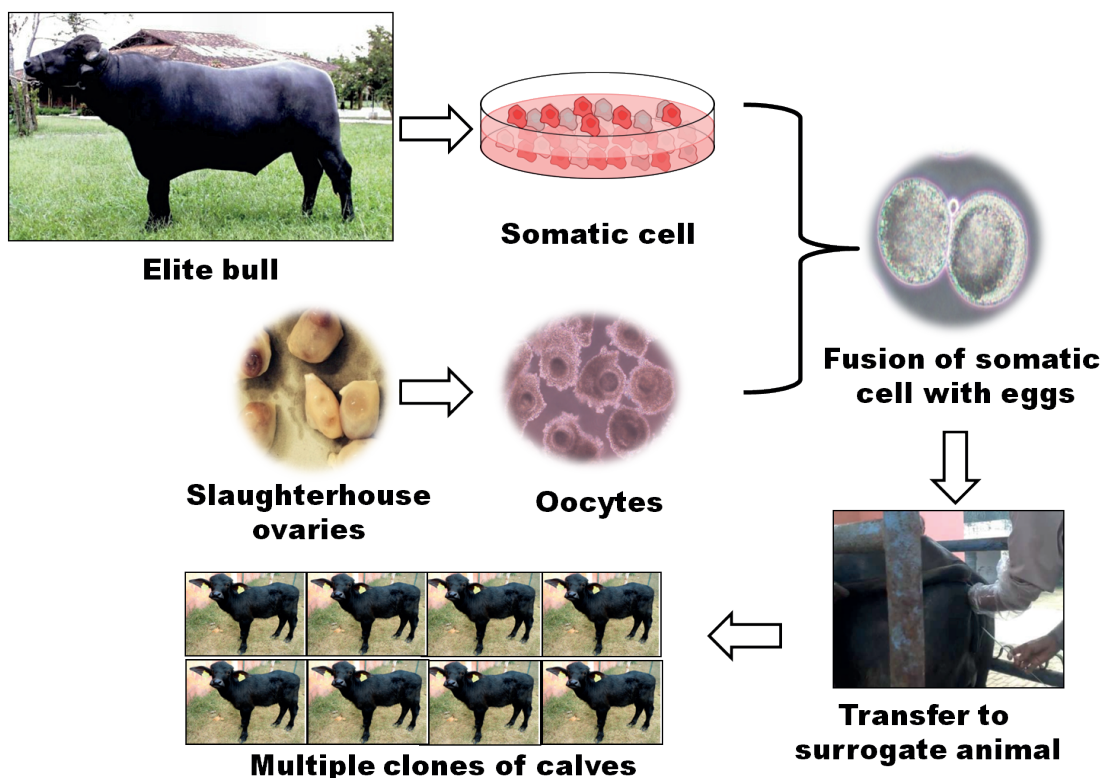 Elite bull
Somatic cell
Slaughterhouse
ovaries
Oocytes
Fusion of somatic
cell with eggs
Transfer to
surrogate animal
Multiple clones of calves